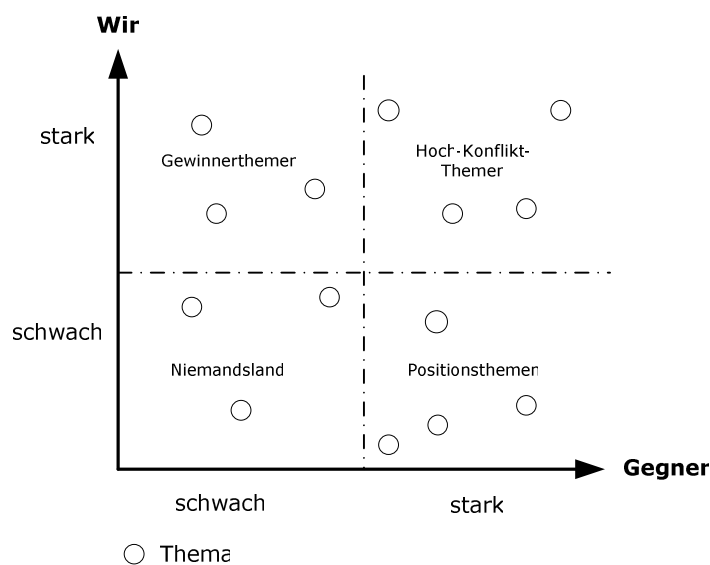 Wir
stark
Gewinnerthemen
Hoch-Konflikt-
Themen
schwach
Niemandsland
Positionsthemen
Gegner
schwach
stark
Thema